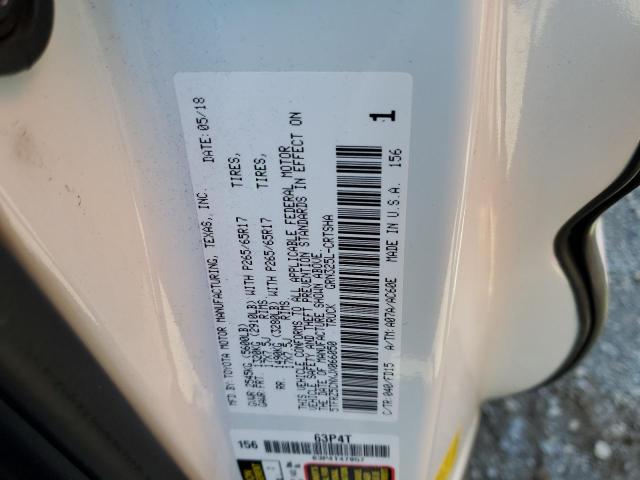 MFD. BY: TOYOTA MOTOR MANUFACTURING, TEXAS, INC. DATE: 05/18
GVWR 2545KG (5600LB)
GAWR FRT 1320KG (2910LB) WITH P265/65R17 TIRES,
17X7.5J RIMS
RR 1490KG (3280LB) WITH P265/65R17 TIRES,
17X7.5J RIMS
THIS VEHICLE CONFORMS TO ALL APPLICABLE FEDERAL MOTOR
VEHICLE SAFETY AND THEFT PREVENTION STANDARDS IN EFFECT ON
THE DATE OF MANUFACTURE SHOWN ABOVE.
TRUCK GRN325L-CRTSHA
C/TR:040/FD15 A/TM:A07A/AC60E MADE IN U.S.A. 156
1
156 63P4T